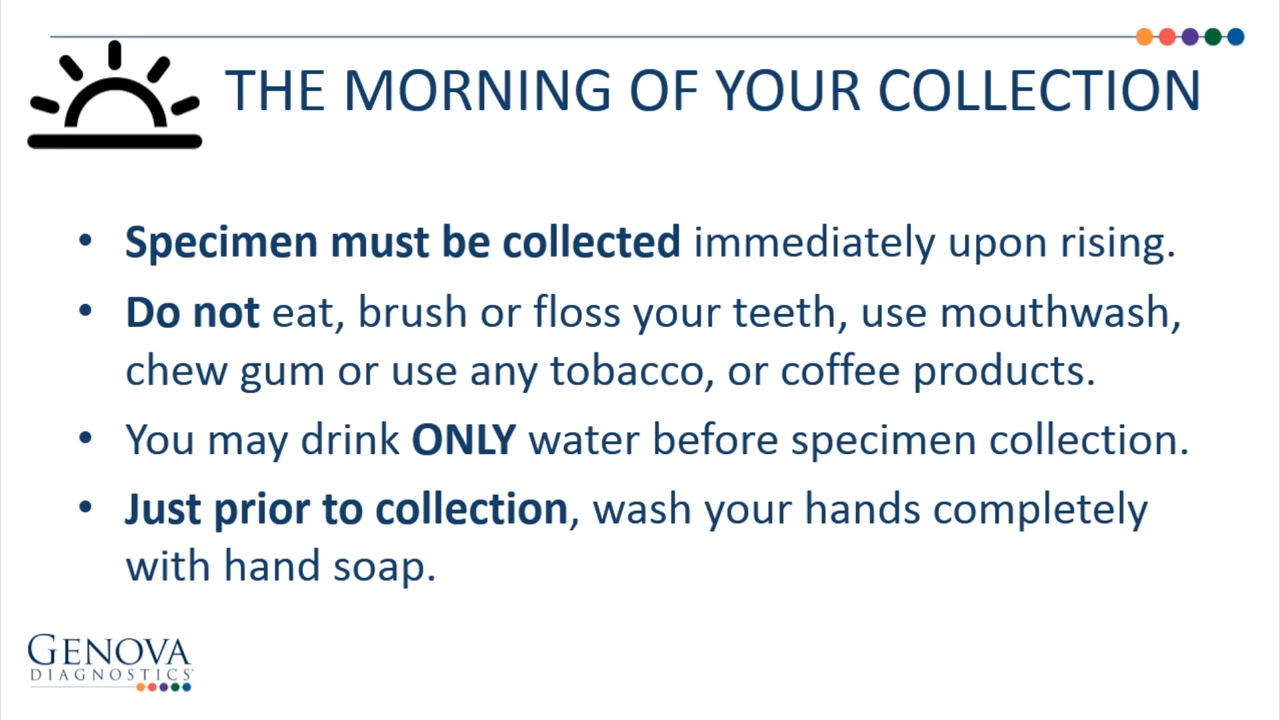 THE MORNING OF YOUR COLLECTION
• Specimen must be collected immediately upon rising.
• Do not eat, brush or floss your teeth, use mouthwash,
chew gum or use any tobacco, or coffee products.
• You may drink ONLY water before specimen collection.
• Just prior to collection, wash your hands completely
with hand soap.
GENOVA
DIAGNOSTICS